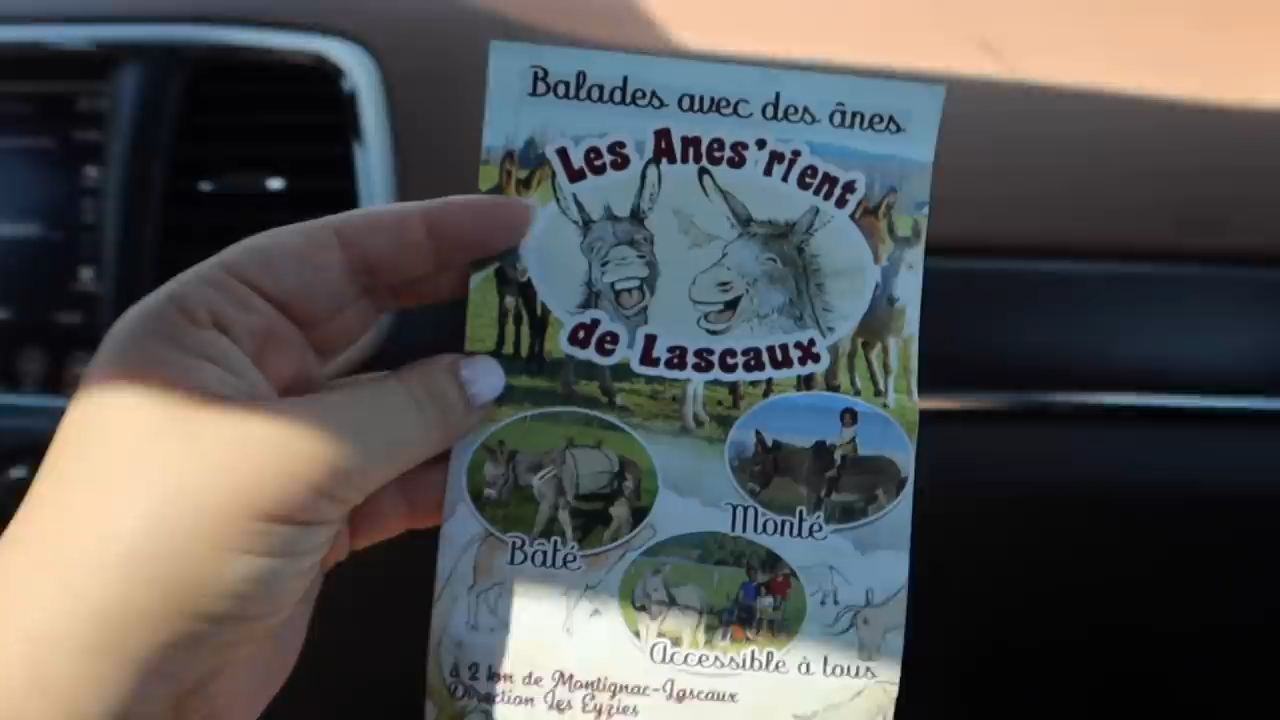 Balades avec des ânes
Les Anes'rient
de Lascaux
Monté
Bâté
Accessible à tous
à 2 km de Montignac-Lascaux
Direction Les Eyzies